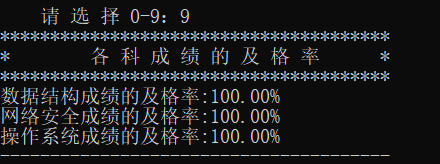 请 选 择 0-9：9
***************************************
* 各 科 成 绩 的 及 格 率 *
***************************************
数据结构成绩的及格率:100.00%
网络安全成绩的及格率:100.00%
操作系统成绩的及格率:100.00%
---------------------------------------